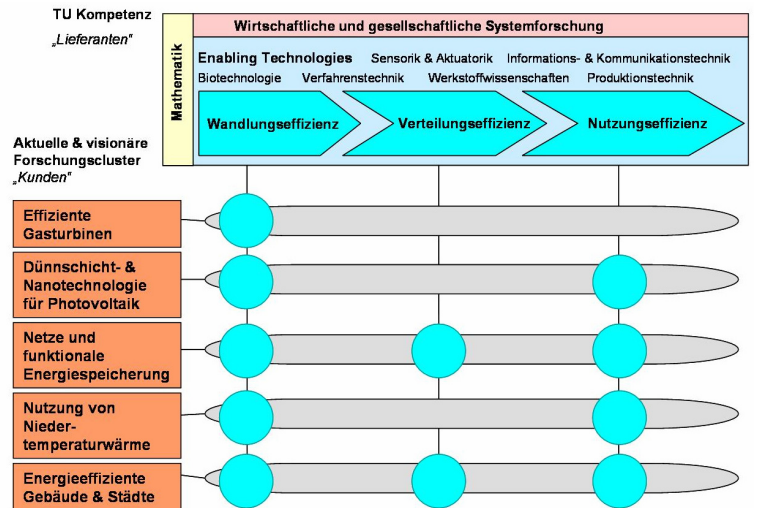 TU Kompetenz
„Lieferanten"
Mathematik
Wirtschaftliche und gesellschaftliche Systemforschung
Enabling Technologies Sensorik & Aktuatorik Informations- & Kommunikationstechnik
Biotechnologie Verfahrenstechnik Werkstoffwissenschaften Produktionstechnik
Wandlungseffizienz Verteilungseffizienz Nutzungseffizienz
Aktuelle & visionäre
Forschungscluster
„Kunden"
Effiziente
Gasturbinen
Dünnschicht- &
Nanotechnologie
für Photovoltaik
Netze und
funktionale
Energiespeicherung
Nutzung von
Nieder-
temperaturwärme
Energieeffiziente
Gebäude & Städte